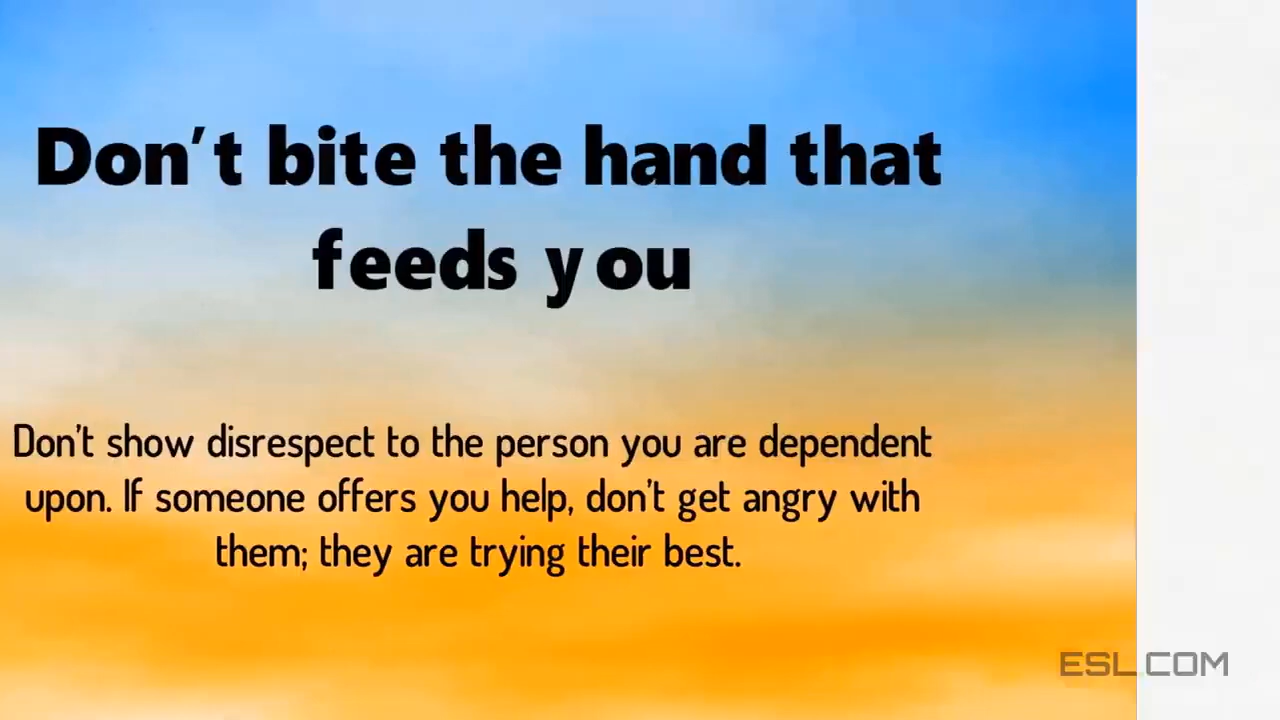 Don't bite the hand that
feeds you
Don't show disrespect to the person you are dependent
upon. If someone offers you help, don't get angry with
them; they are trying their best.
ESL.COM